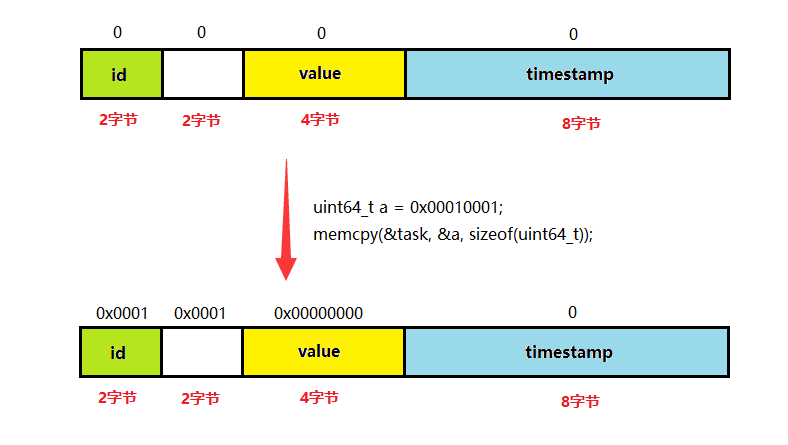 0 0 0 0
id value timestamp
2字节 2字节 4字节 8字节
uint64_t a = 0x00010001;
memcpy(&task, &a, sizeof(uint64_t));
0x0001 0x0001 0x00000000 0
id value timestamp
2字节 2字节 4字节 8字节